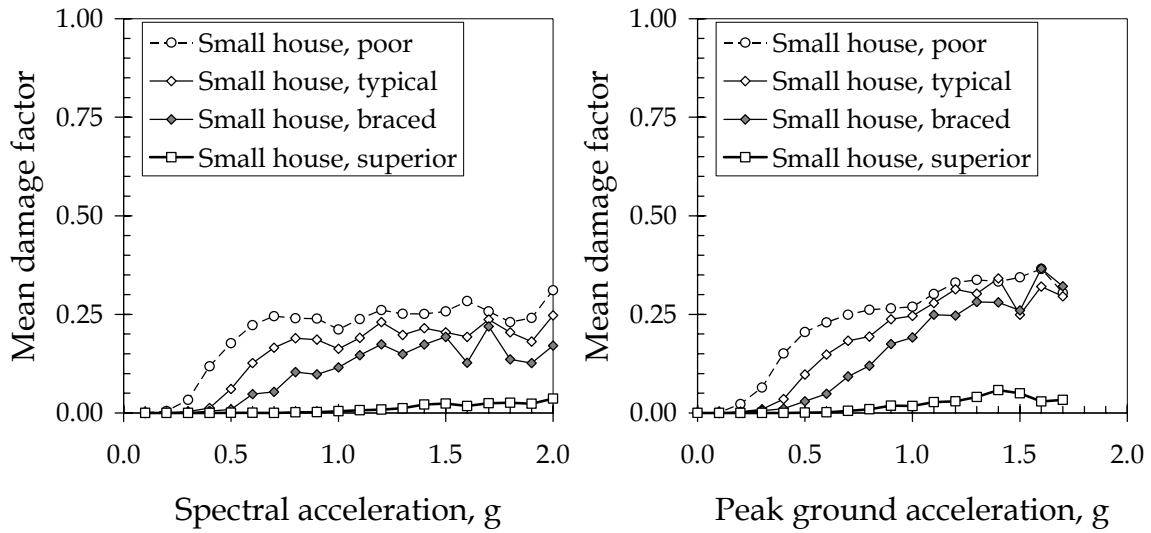 1.00
0.75
0.50
0.25
0.00
Mean damage factor
Small house, poor
Small house, typical
Small house, braced
Small house, superior
0.0 0.5 1.0 1.5 2.0
Spectral acceleration, g
1.00
0.75
0.50
0.25
0.00
Mean damage factor
Small house, poor
Small house, typical
Small house, braced
Small house, superior
0.0 0.5 1.0 1.5 2.0
Peak ground acceleration, g